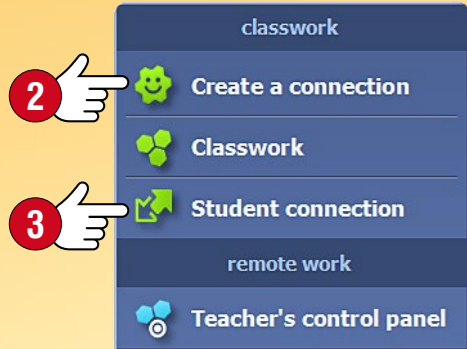 classwork
2
Create a connection
Classwork
3
Student connection
remote work
Teacher's control panel